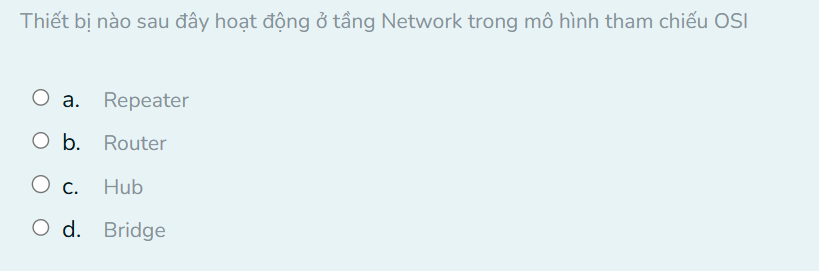 Thiết bị nào sau đây hoạt động ở tầng Network trong mô hình tham chiếu OSI
a. Repeater
b. Router
c. Hub
d. Bridge